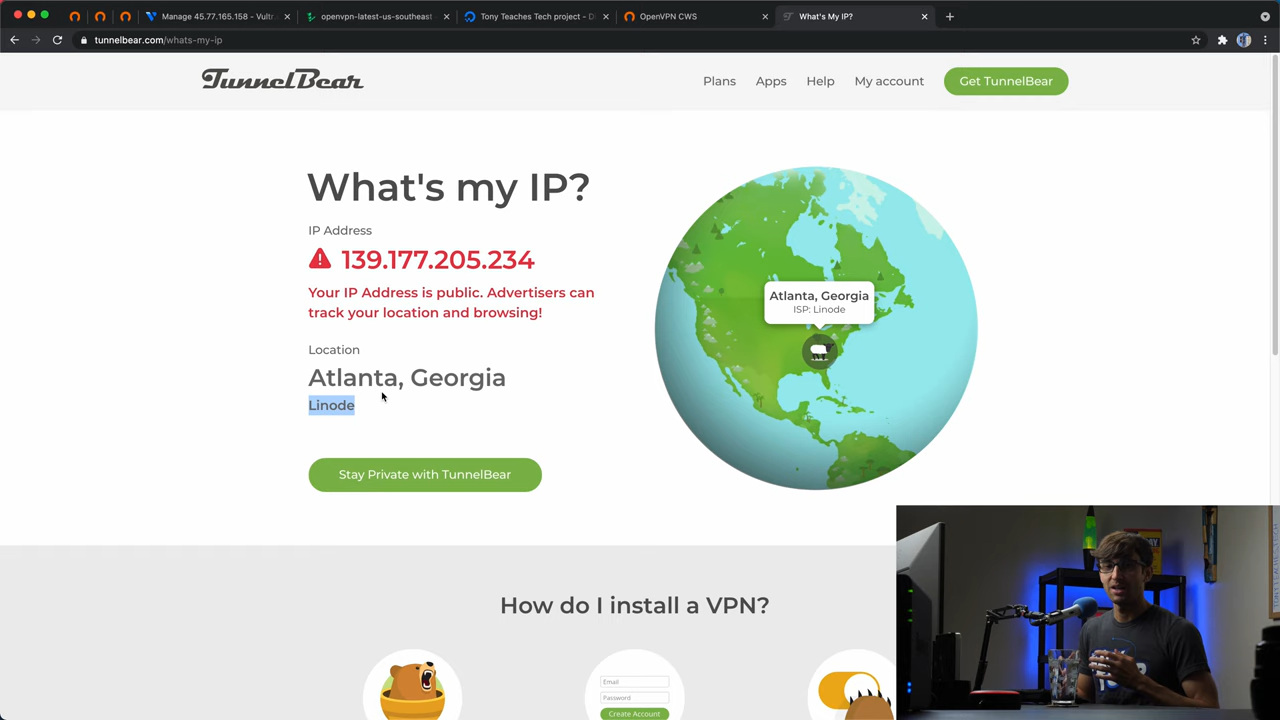 Manage 45.77.165.158 - Vultr
openvpn-latest-us-southeast
Tony Teaches Tech project - D
OpenVPN CWS
What's My IP?
tunnelbear.com/whats-my-ip
TunnelBear
Plans
Apps
Help
My account
Get TunnelBear
What's my IP?
IP Address
139.177.205.234
Your IP Address is public. Advertisers can
track your location and browsing!
Location
Atlanta, Georgia
Linode
Stay Private with TunnelBear
Atlanta, Georgia
ISP: Linode
How do I install a VPN?
Email
Password
Create Account